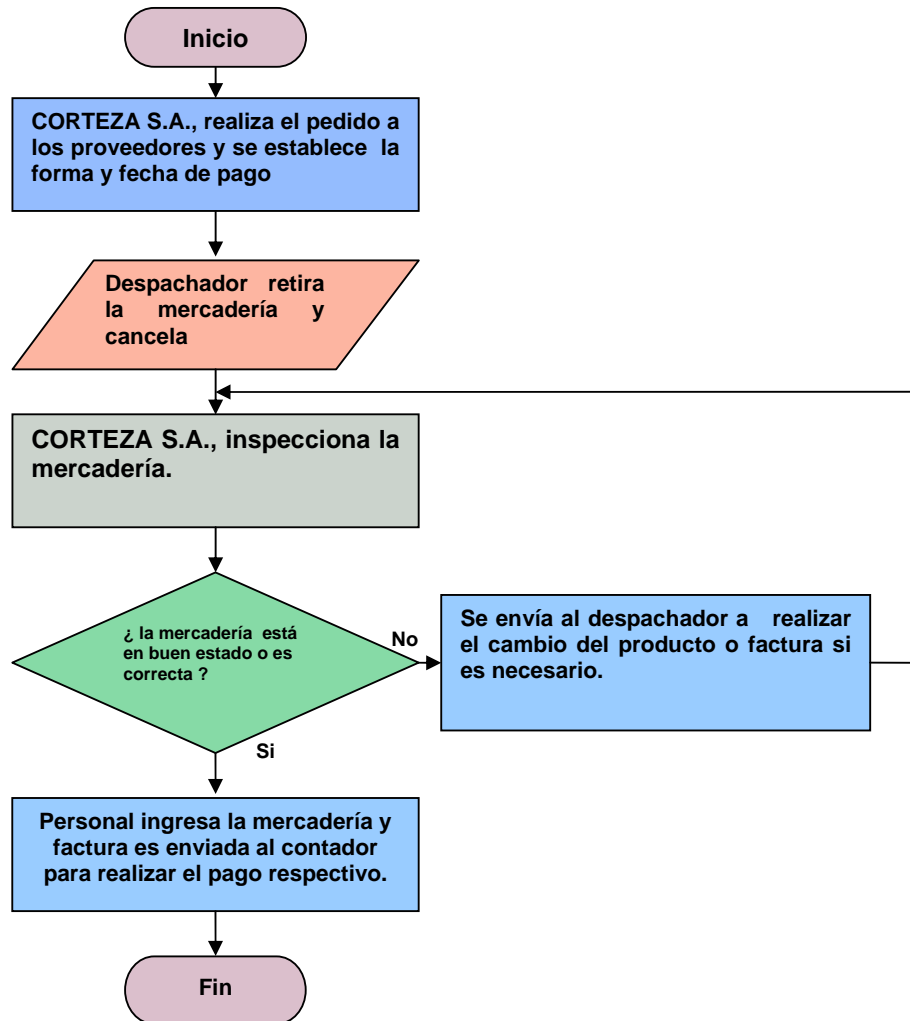 Inicio
CORTEZA S.A., realiza el pedido a
los proveedores y se establece la
forma y fecha de pago
Despachador retira
la mercadería y
cancela
CORTEZA S.A., inspecciona la
mercadería.
¿ la mercadería está
en buen estado o es
correcta ?
No
Se envía al despachador a realizar
el cambio del producto o factura si
es necesario.
Si
Personal ingresa la mercadería y
factura es enviada al contador
para realizar el pago respectivo.
Fin